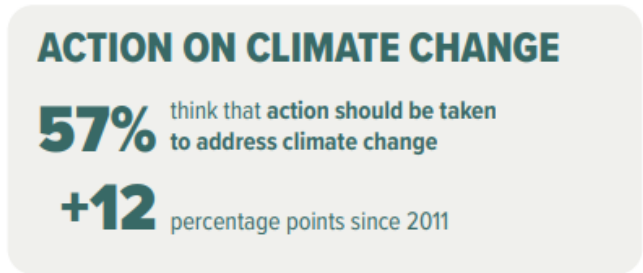 ACTION ON CLIMATE CHANGE
57% think that action should be taken
to address climate change
+12 percentage points since 2011